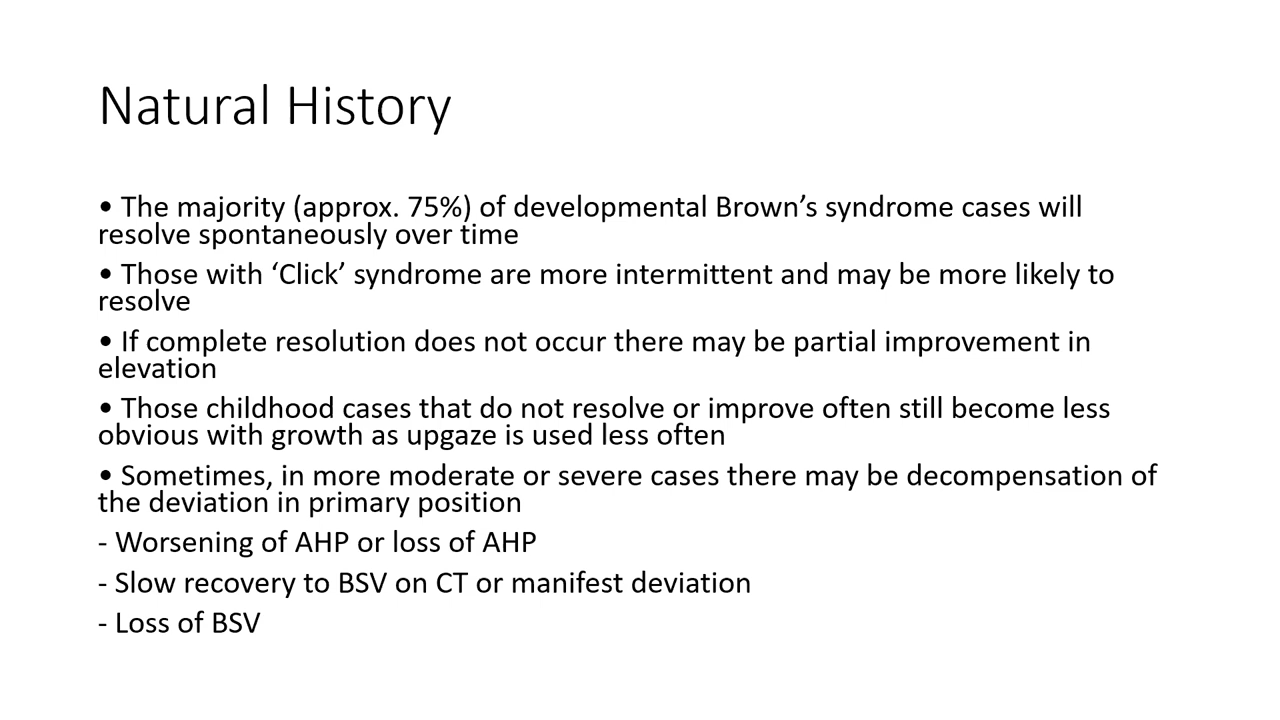 Natural History
• The majority (approx. 75%) of developmental Brown’s syndrome cases will
resolve spontaneously over time
• Those with ‘Click’ syndrome are more intermittent and may be more likely to
resolve
• If complete resolution does not occur there may be partial improvement in
elevation
• Those childhood cases that do not resolve or improve often still become less
obvious with growth as upgaze is used less often
• Sometimes, in more moderate or severe cases there may be decompensation of
the deviation in primary position
- Worsening of AHP or loss of AHP
- Slow recovery to BSV on CT or manifest deviation
- Loss of BSV